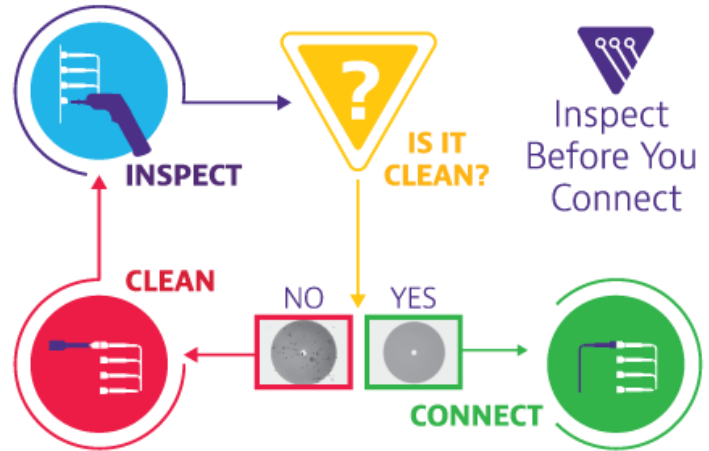 INSPECT
?
IS IT
CLEAN?
Inspect
Before You
Connect
CLEAN
NO
YES
CONNECT